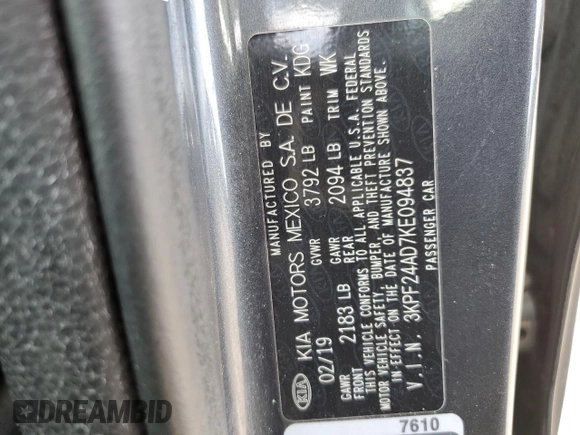 MANUFACTURED BY
KIA MOTORS MEXICO S.A. DE C.V.
02/19 GVWR 3792 LB PAINT KDG
GAWR FRONT 2183 LB GAWR REAR 2094 LB TRIM WK
THIS VEHICLE CONFORMS TO ALL APPLICABLE U.S.A. FEDERAL
MOTOR VEHICLE SAFETY, BUMPER, AND THEFT PREVENTION STANDARDS
IN EFFECT ON THE DATE OF MANUFACTURE SHOWN ABOVE.
V.I.N. 3KPF24AD7KE094837
PASSENGER CAR
KIA
7610
DREAMBID